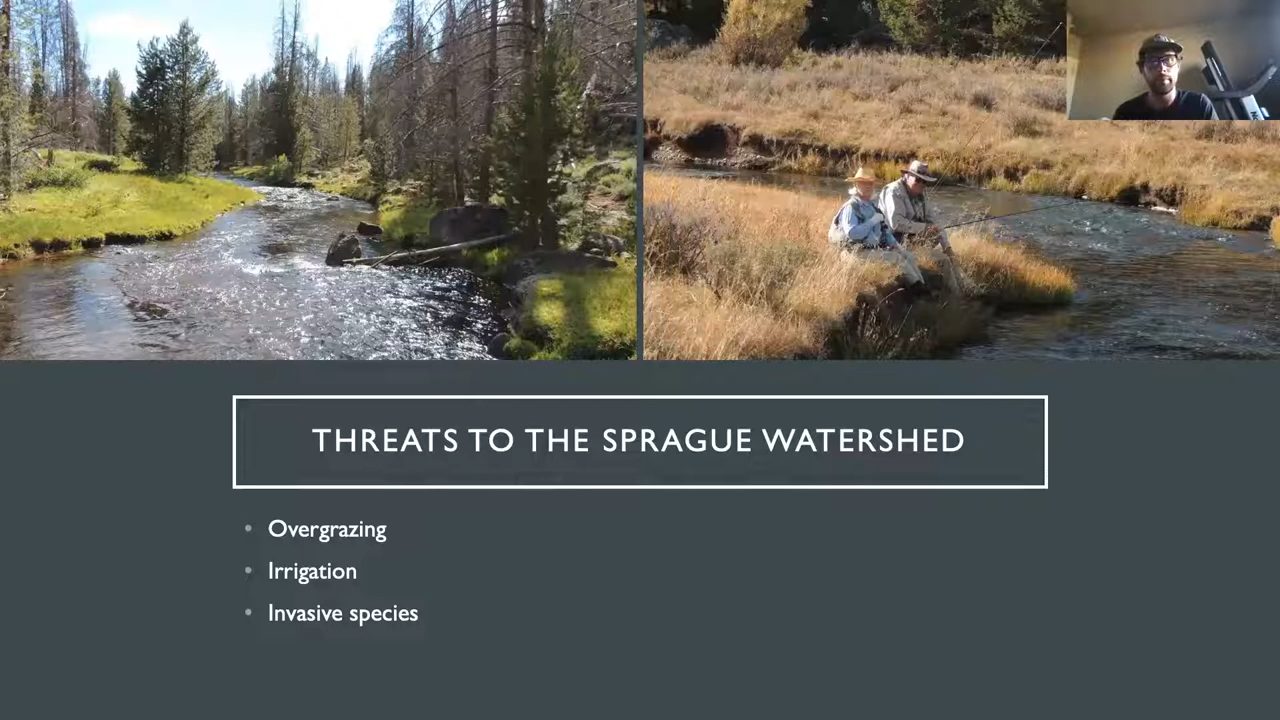 THREATS TO THE SPRAGUE WATERSHED
• Overgrazing
• Irrigation
• Invasive species